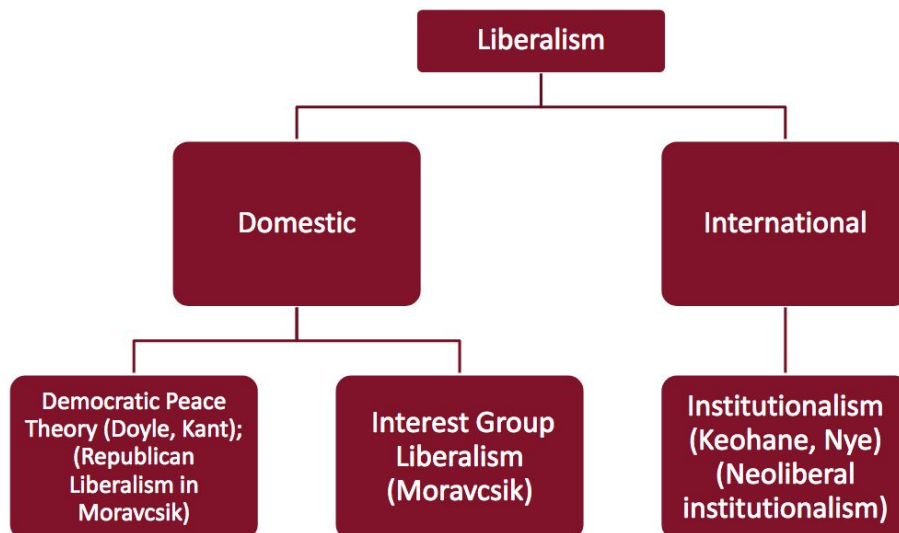 Liberalism
Domestic
International
Democratic Peace
Theory (Doyle, Kant);
(Republican
Liberalism in
Moravcsik)
Interest Group
Liberalism
(Moravcsik)
Institutionalism
(Keohane, Nye)
(Neoliberal
institutionalism)